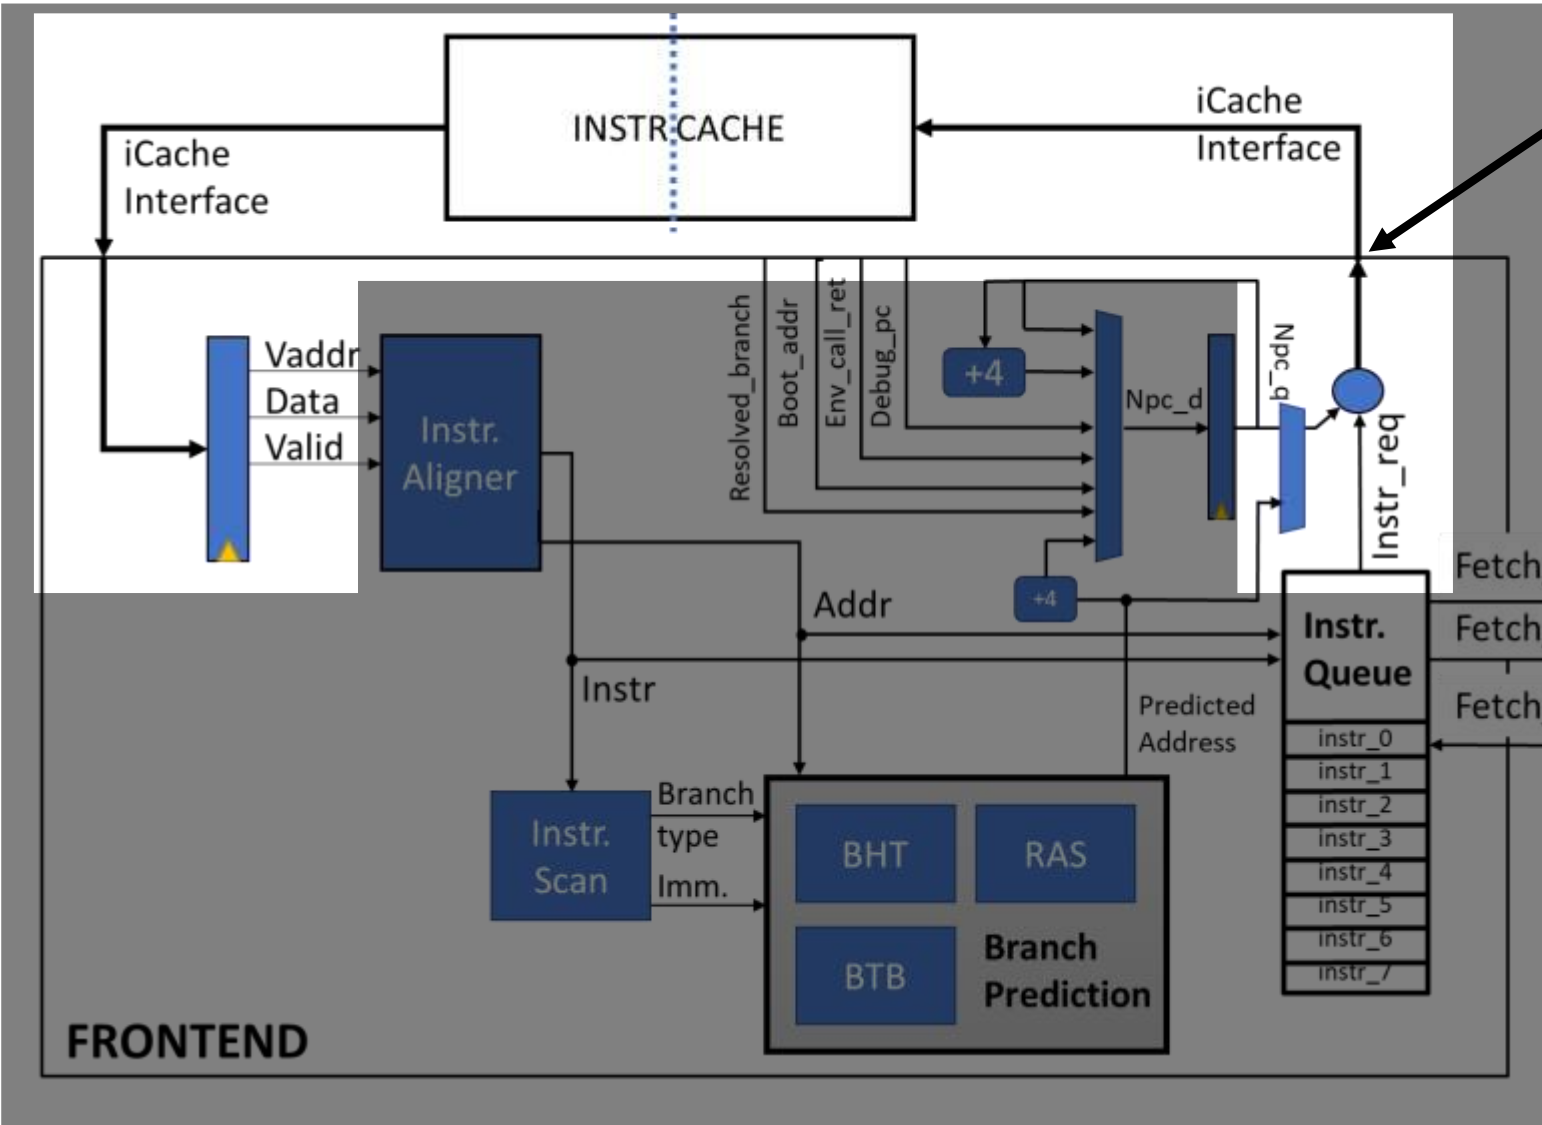 INSTR CACHE
iCache
Interface
iCache
Interface
Vaddr
Data
Valid
Instr.
Aligner
Resolved_branch
Boot_addr
Env_call_ret
Debug_pc
+4
Npc_d
Npc_q
Instr_req
+4
Addr
Instr
Predicted
Address
Instr.
Queue
instr_0
instr_1
instr_2
instr_3
instr_4
instr_5
instr_6
instr_7
Fetch
Fetch
Fetch
Instr.
Scan
Branch
type
Imm.
BHT
RAS
BTB
Branch
Prediction
FRONTEND